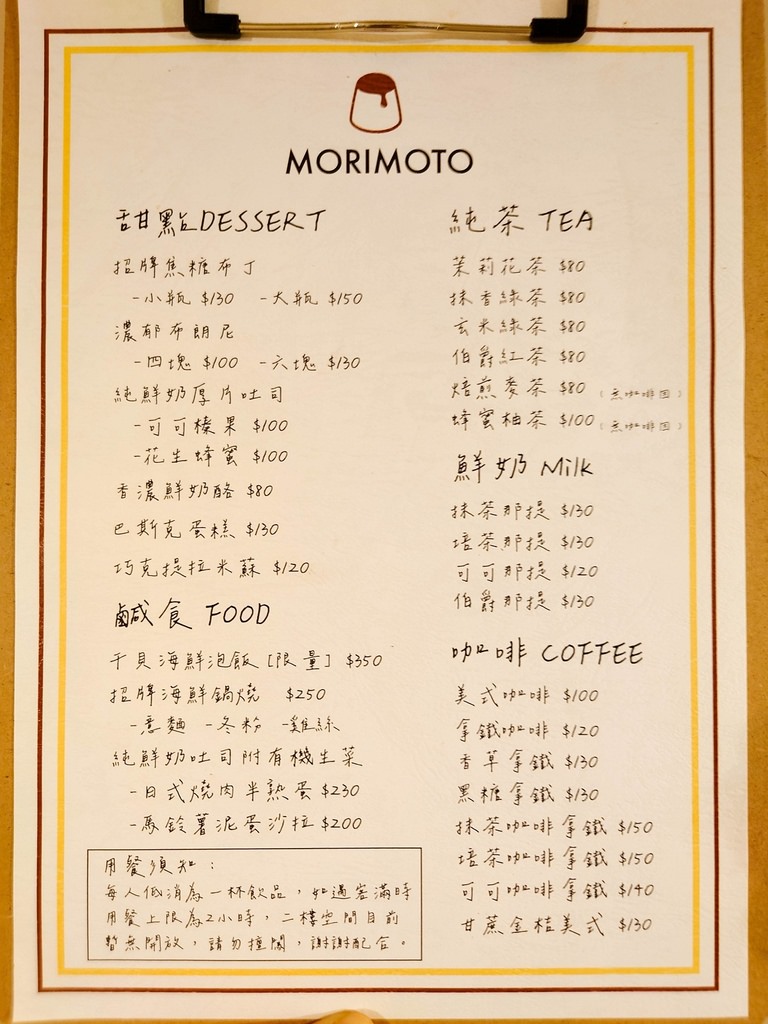 MORIMOTO
甜點DESSERT
招牌焦糖布丁
-小瓶 $130 -大瓶 $150
濃郁布朗尼
-四塊 $100 -六塊 $130
純鮮奶厚片吐司
-可可榛果 $100
-花生蜂蜜 $100
香濃鮮奶酪 $80
巴斯克蛋糕 $130
巧克提拉米蘇 $120
鹹食 FOOD
干貝海鮮泡飯[限量] $350
招牌海鮮鍋燒 $250
-意麵 -冬粉 -雞絲
純鮮奶吐司附有機生菜
-日式燒肉半熟蛋 $230
-馬鈴薯泥蛋沙拉 $200
用餐須知：
每人低消為一杯飲品，如遇客滿時
用餐上限為2小時，二樓空間目前
暫無開放，請勿擅闖，謝謝配合。
純茶 TEA
茉莉花茶 $80
抹香綠茶 $80
玄米綠茶 $80
伯爵紅茶 $80
焙煎麥茶 $80 (無咖啡因)
蜂蜜柚茶 $100 (無咖啡因)
鮮奶 Milk
抹茶那提 $130
焙茶那提 $130
可可那提 $120
伯爵那提 $130
咖啡 COFFEE
美式咖啡 $100
拿鐵咖啡 $120
香草拿鐵 $130
黑糖拿鐵 $130
抹茶咖啡拿鐵 $150
焙茶咖啡拿鐵 $150
可可咖啡拿鐵 $140
甘蔗金桔美式 $130